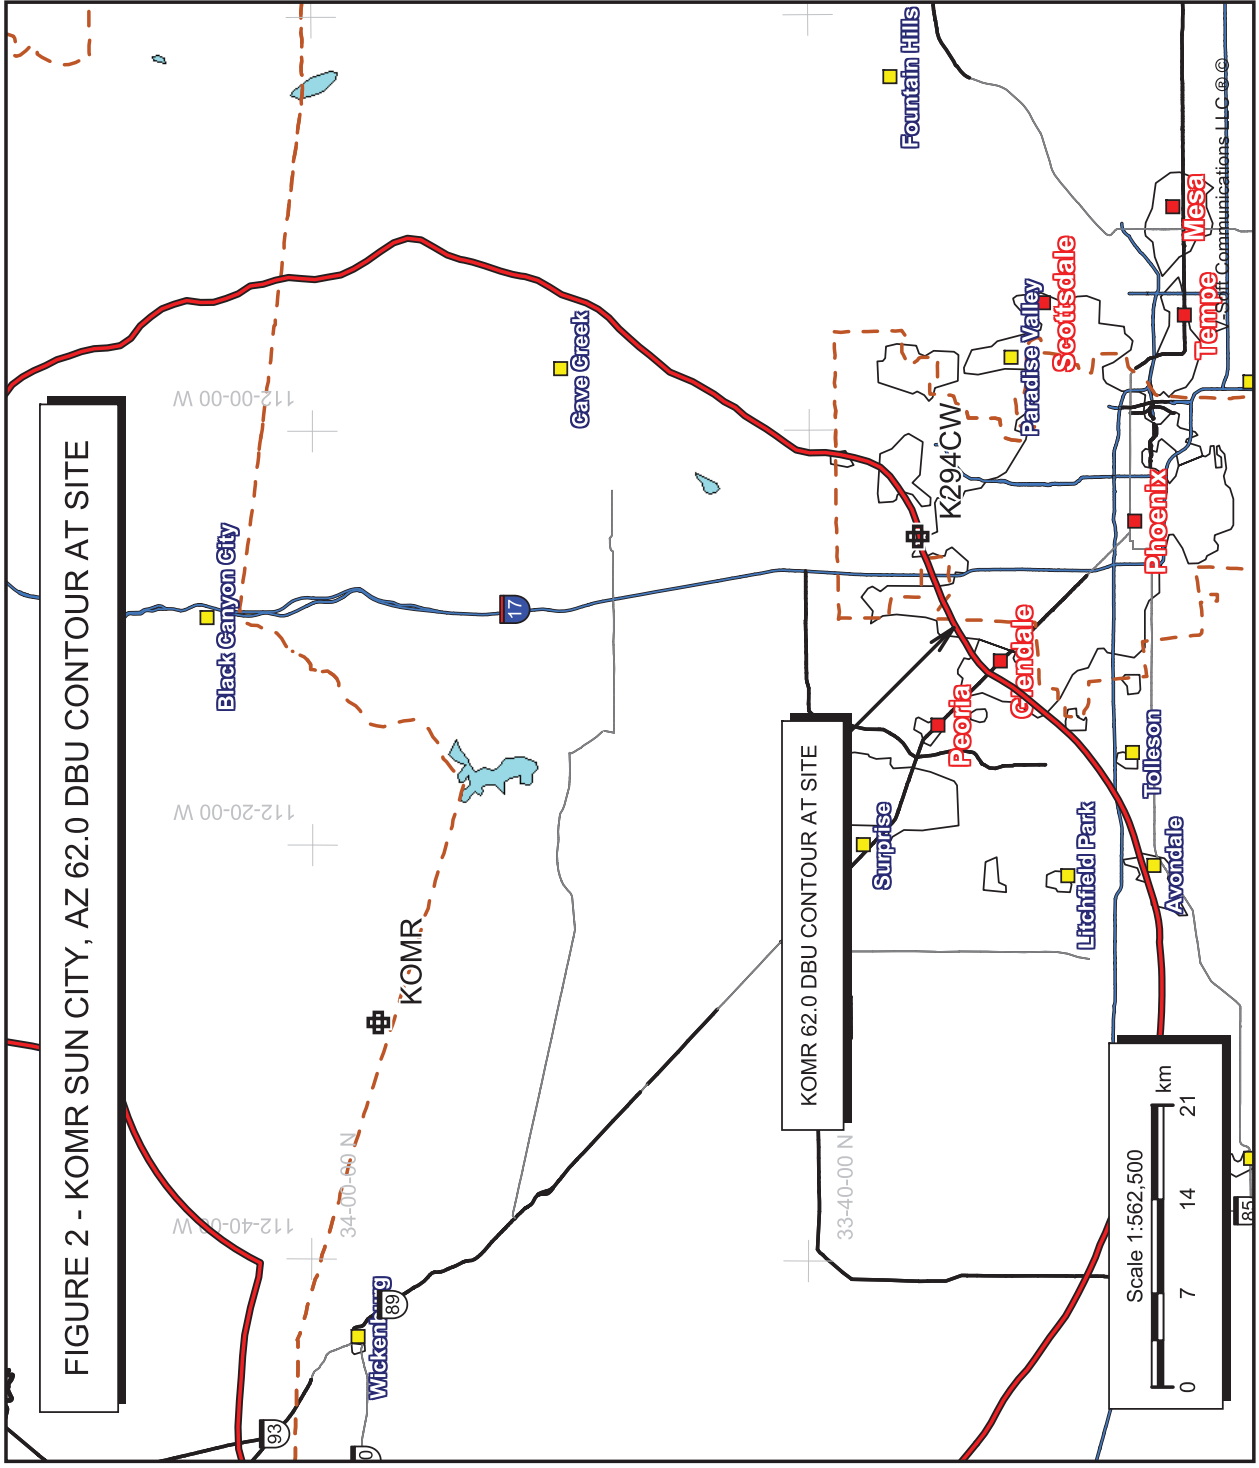 FIGURE 2 - KOMR SUN CITY, AZ 62.0 DBU CONTOUR AT SITE
112-40-00 W
112-20-00 W
112-00-00 W
Black Canyon City
93
34-00-00 N
Wickenburg
89
0
KOMR
17
Cave Creek
KOMR 62.0 DBU CONTOUR AT SITE
33-40-00 N
Surprise
Peoria
K294CW
Fountain Hills
Glendale
Paradise Valley
Scottsdale
Litchfield Park
Tolleson
Phoenix
Avondale
Mesa
Tempe
V-Soft Communications LLC ® ©
Scale 1:562,500
km
0 7 14 21
85